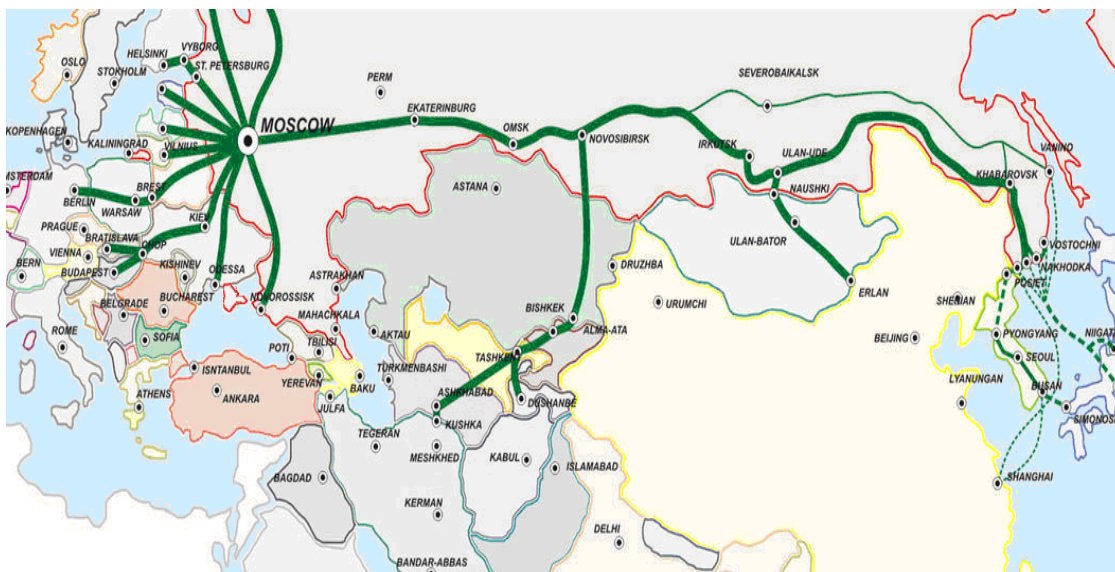 OSLO
HELSINKI
VYBORG
STOKHOLM
ST. PETERSBURG
PERM
SEVEROBAIKALSK
EKATERINBURG
KOPENHAGEN
MOSCOW
OMSK
NOVOSIBIRSK
KALININGRAD
VILNIUS
IRKUTSK
ULAN-UDE
VANINO
KHABAROVSK
MSTERDAM
BERLIN
WARSAW
BREST
ASTANA
NAUSHKI
PRAGUE
KIEV
BRATISLAVA
CHOP
VIENNA
ULAN-BATOR
VOSTOCHNI
BERN
BUDAPEST
KISHINEV
ODESSA
ASTRAKHAN
DRUZHBA
NAKHODKA
POSJET
BELGRADE
BUCHAREST
NOVOROSSISK
BISHKEK
URUMCHI
ERLAN
SHENIAN
ROME
SOFIA
MAHACHKALA
AKTAU
ALMA-ATA
BEIJING
PYONGYANG
NIIGATA
POTI
TBILISI
TASHKENT
SEOUL
ISNTANBUL
YEREVAN
BAKU
TURKMENBASHI
ASHKHABAD
ATHENS
ANKARA
JULFA
DUSHANBE
LYANUNGAN
BUSAN
KUSHKA
SIMONOS
TEGERAN
MESHKHED
KABUL
ISLAMABAD
BAGDAD
SHANGHAI
KERMAN
DELHI
BANDAR-ABBAS